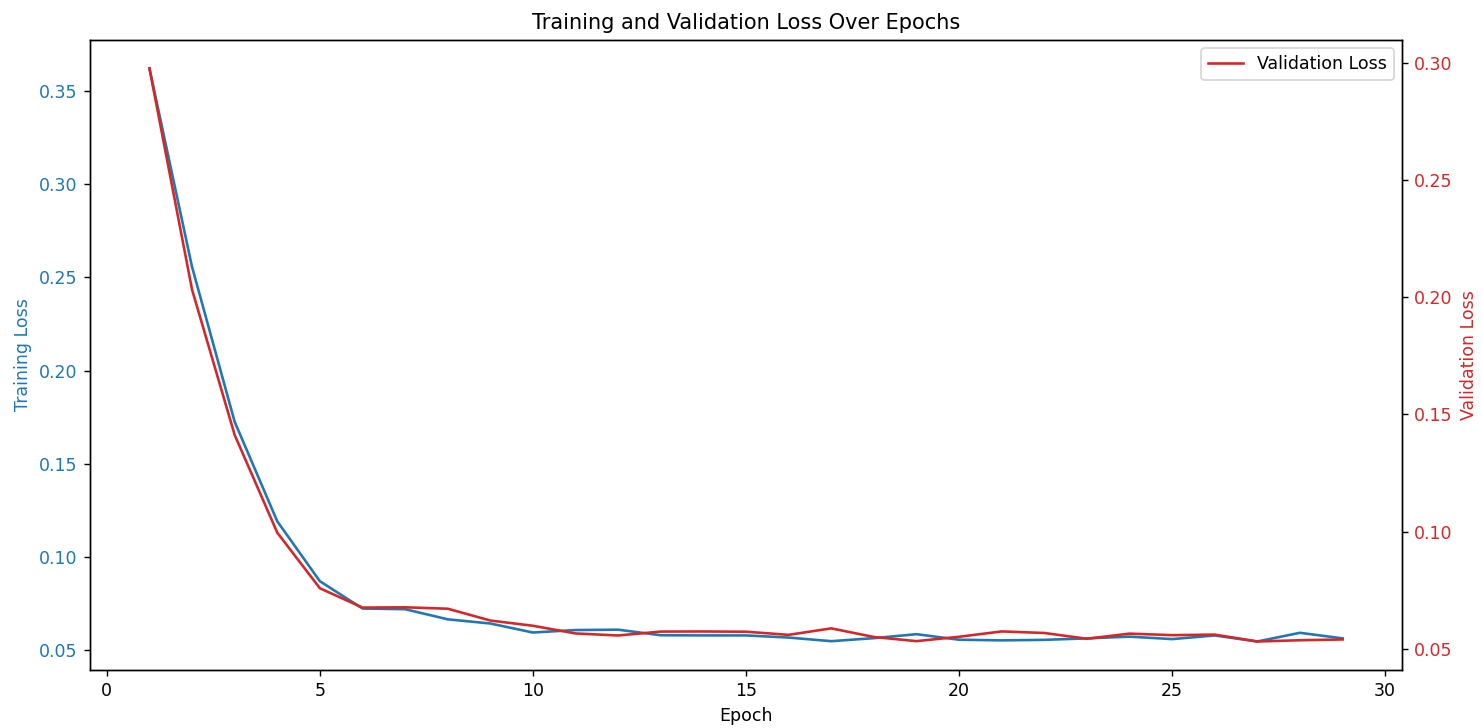 Training and Validation Loss Over Epochs
Validation Loss
0.35
0.30
0.25
0.20
0.15
0.10
0.05
Training Loss
0.30
0.25
0.20
0.15
0.10
0.05
Validation Loss
0 5 10 15 20 25 30
Epoch